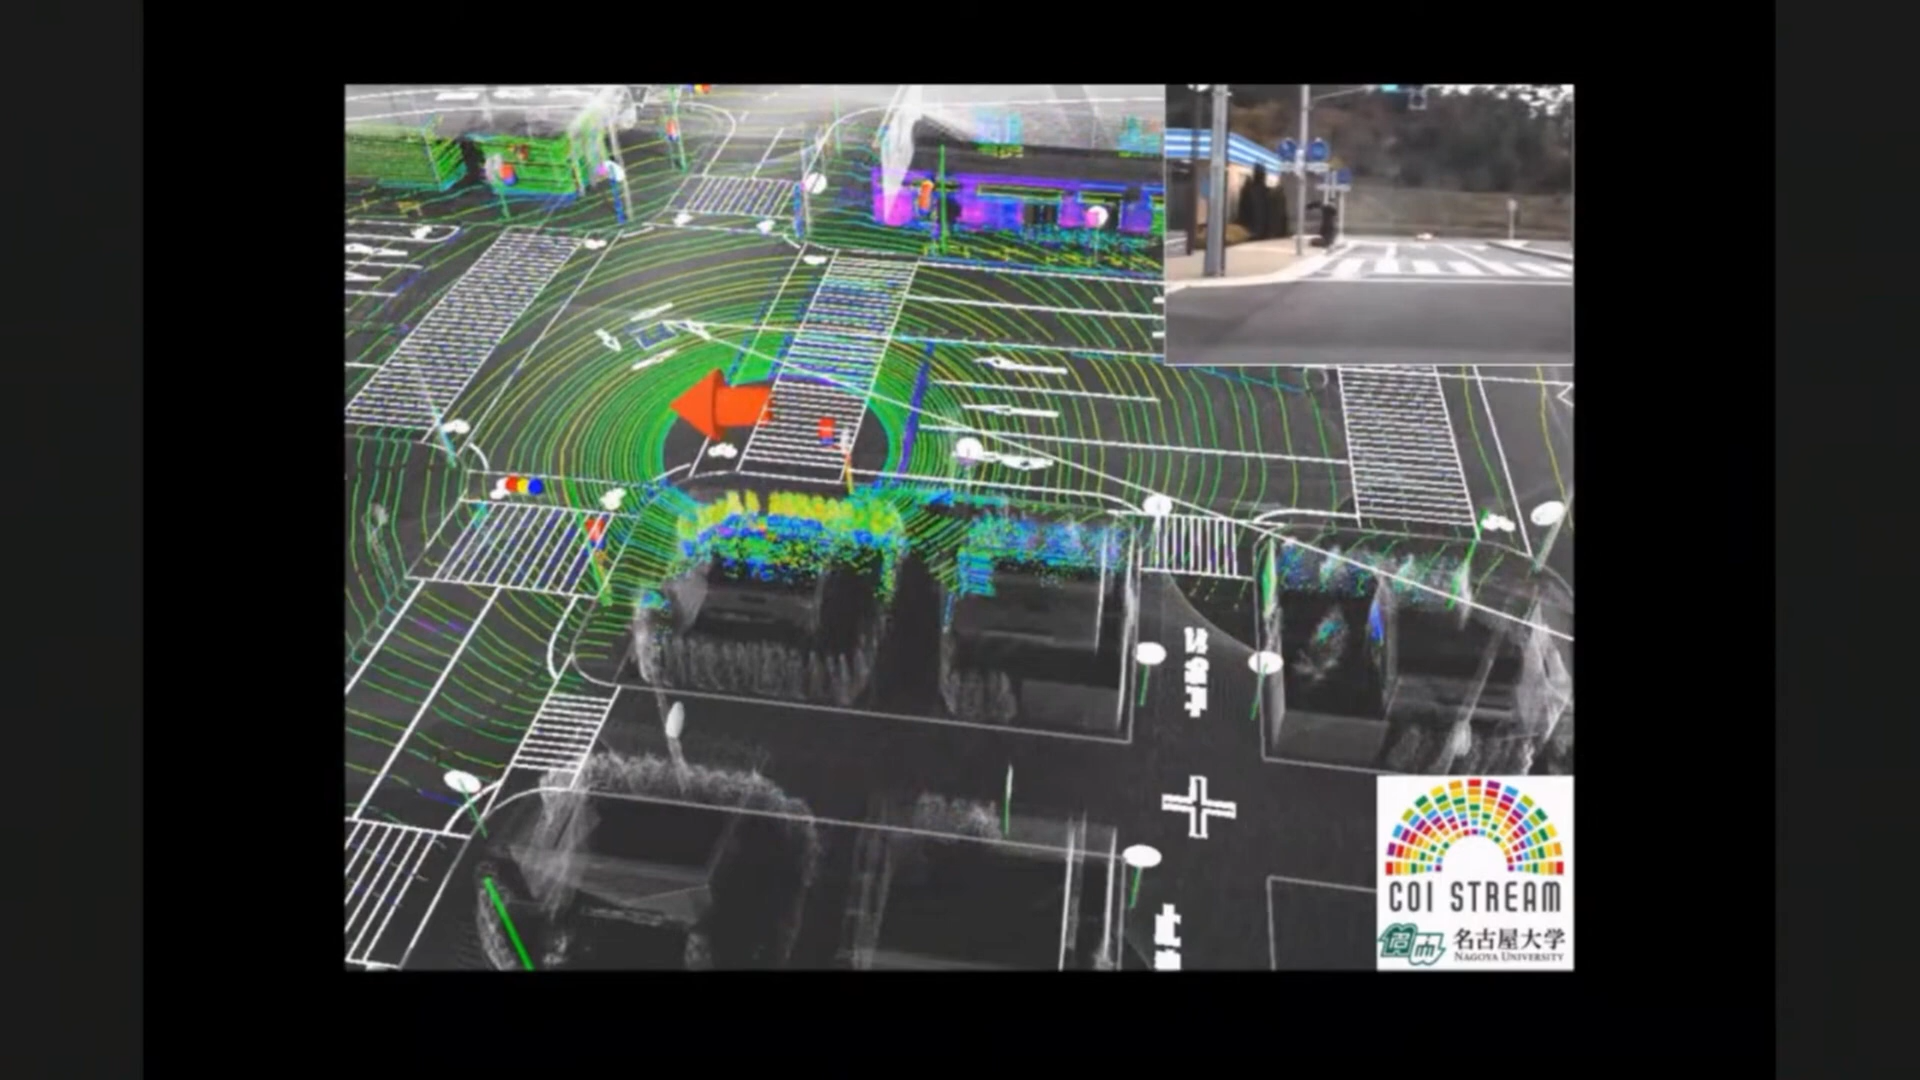 COI STREAM
名古屋大学
NAGOYA UNIVERSITY